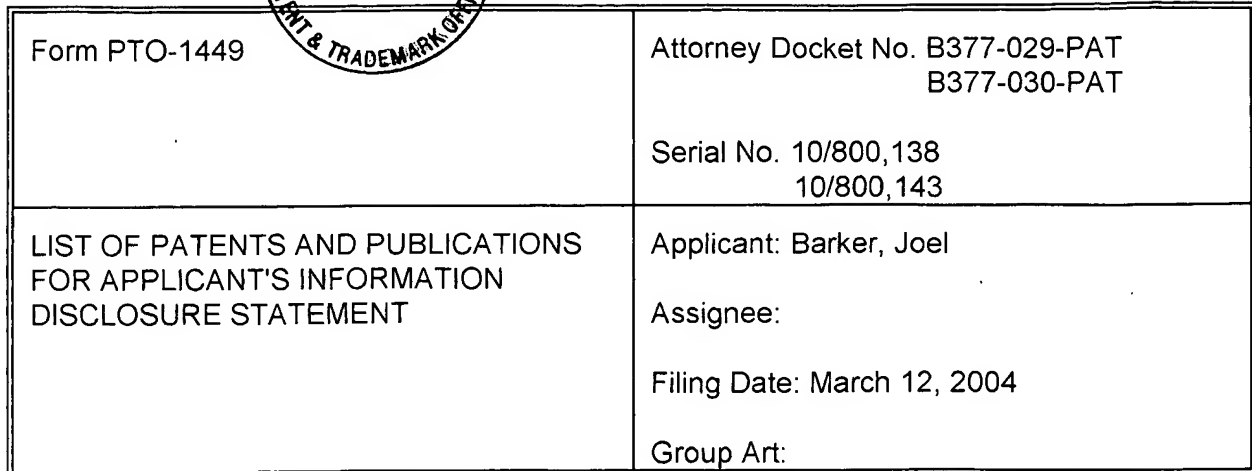 Form PTO-1449
ENT & TRADEMARK OFF
Attorney Docket No. B377-029-PAT
B377-030-PAT
Serial No. 10/800,138
10/800,143
LIST OF PATENTS AND PUBLICATIONS
FOR APPLICANT'S INFORMATION
DISCLOSURE STATEMENT
Applicant: Barker, Joel
Assignee:
Filing Date: March 12, 2004
Group Art: